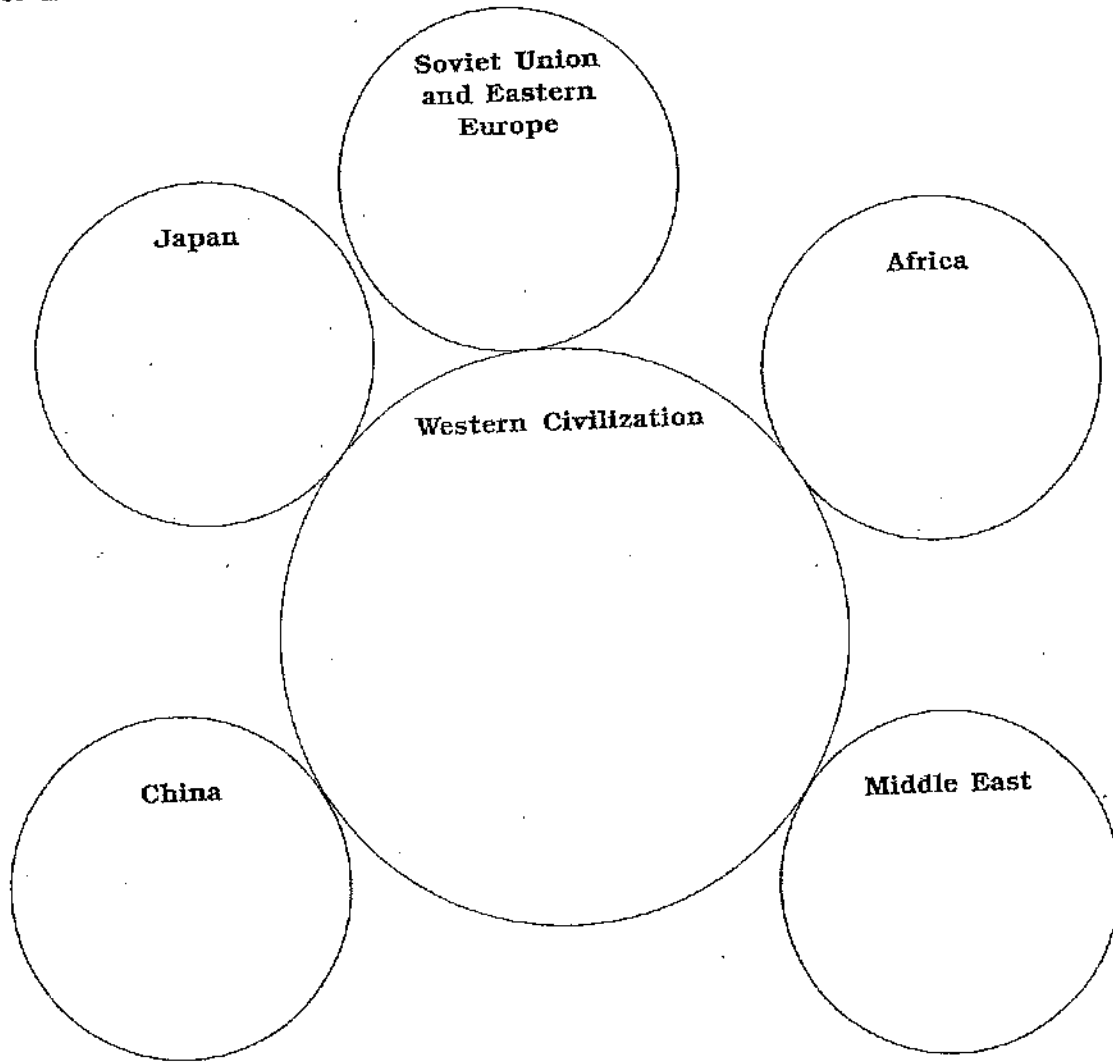 Soviet Union
and Eastern
Europe
Japan
Africa
Western Civilization
China
Middle East